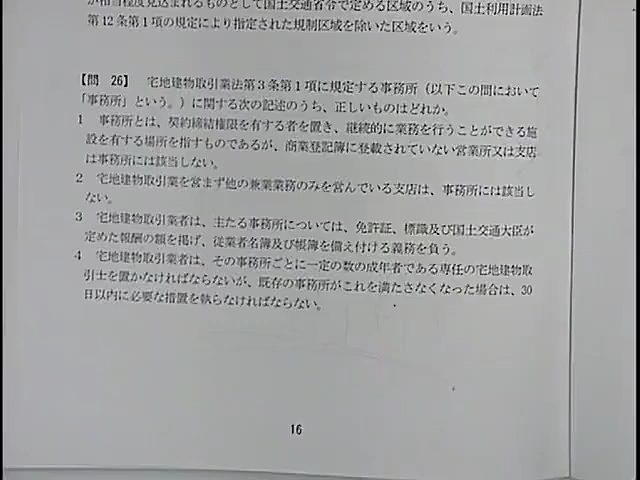 が相当程度見込まれるものとして国土交通省令で定める区域のうち、国土利用計画法
第12条第1項の規定により指定された規制区域を除いた区域をいう。
【問 26】 宅地建物取引業法第3条第1項に規定する事務所（以下この問において
「事務所」という。）に関する次の記述のうち、正しいものはどれか。
1 事務所とは、契約締結権限を有する者を置き、継続的に業務を行うことができる施
設を有する場所を指すものであるが、商業登記簿に登載されていない営業所又は支店
は事務所には該当しない。
2 宅地建物取引業を営まず他の兼業業務のみを営んでいる支店は、事務所には該当し
ない。
3 宅地建物取引業者は、主たる事務所については、免許証、標識及び国土交通大臣が
定めた報酬の額を掲げ、従業者名簿及び帳簿を備え付ける義務を負う。
4 宅地建物取引業者は、その事務所ごとに一定の数の成年者である専任の宅地建物取
引士を置かなければならないが、既存の事務所がこれを満たさなくなった場合は、30
日以内に必要な措置を執らなければならない。
16